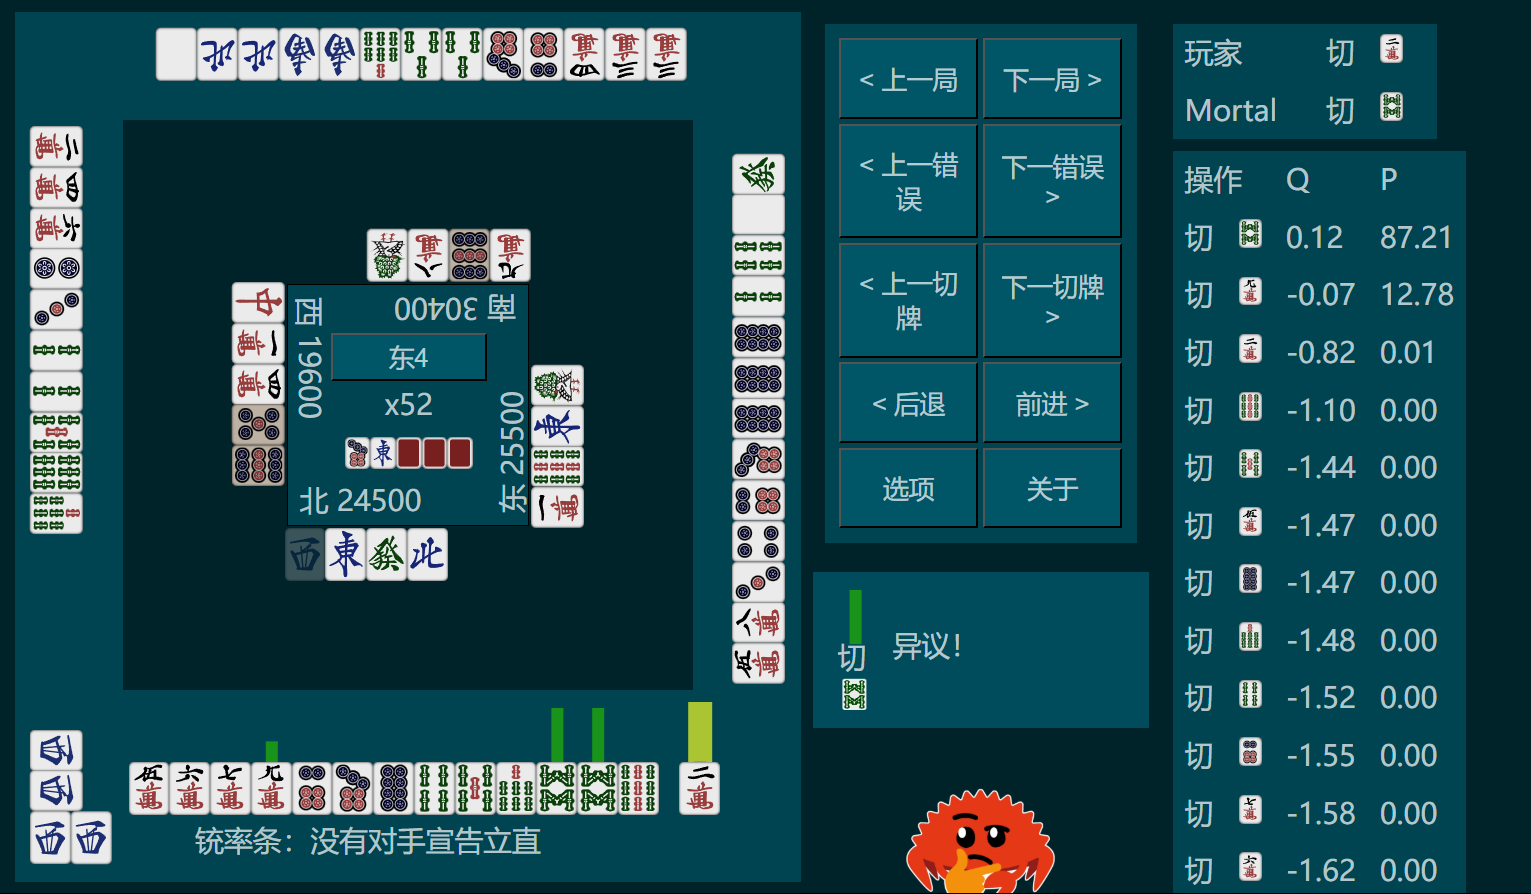 < 上一局
下一局 >
< 上一错误
下一错误 >
< 上一切牌
下一切牌 >
< 后退
前进 >
选项
关于
玩家 切
Mortal 切
操作 Q P
切 0.12 87.21
切 -0.07 12.78
切 -0.82 0.01
切 -1.10 0.00
切 -1.44 0.00
切 -1.47 0.00
切 -1.47 0.00
切 -1.48 0.00
切 -1.52 0.00
切 -1.55 0.00
切 -1.58 0.00
切 -1.62 0.00
南 30400
西 19600
东4
x52
东 25500
北 24500
切
异议！
铳率条：没有对手宣告立直